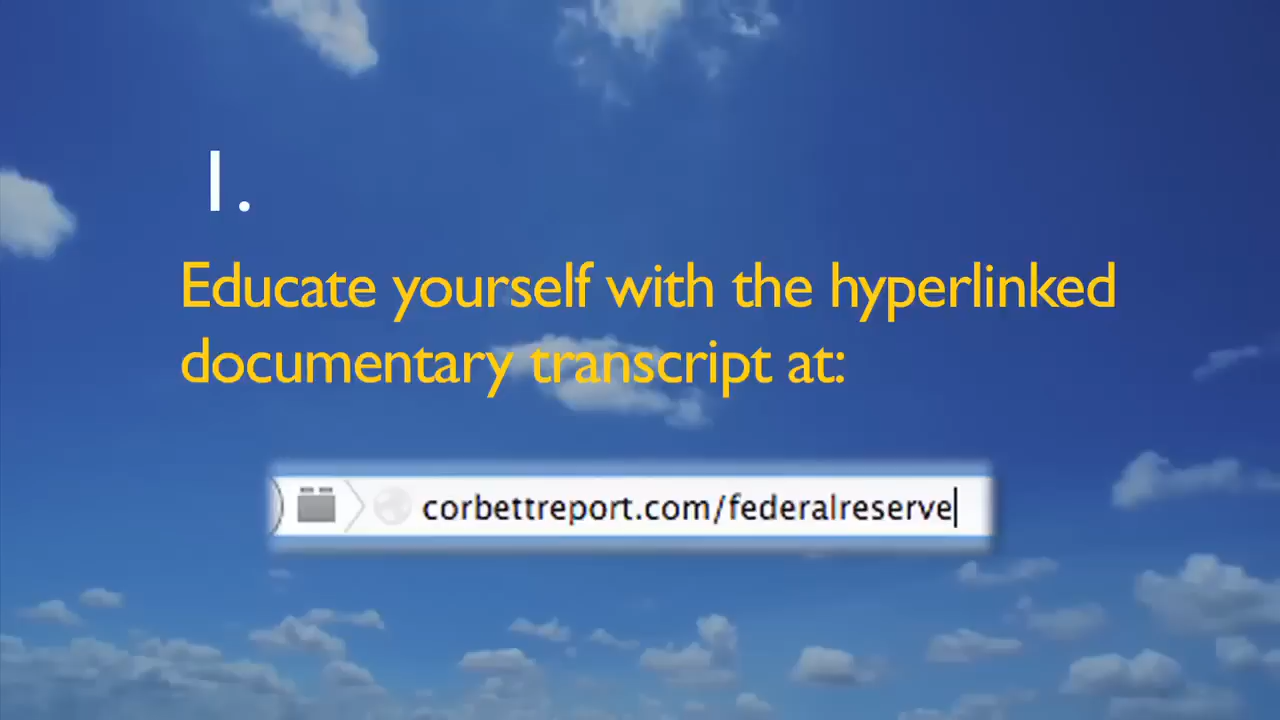 1.
Educate yourself with the hyperlinked
documentary transcript at:
corbettreport.com/federalreserve